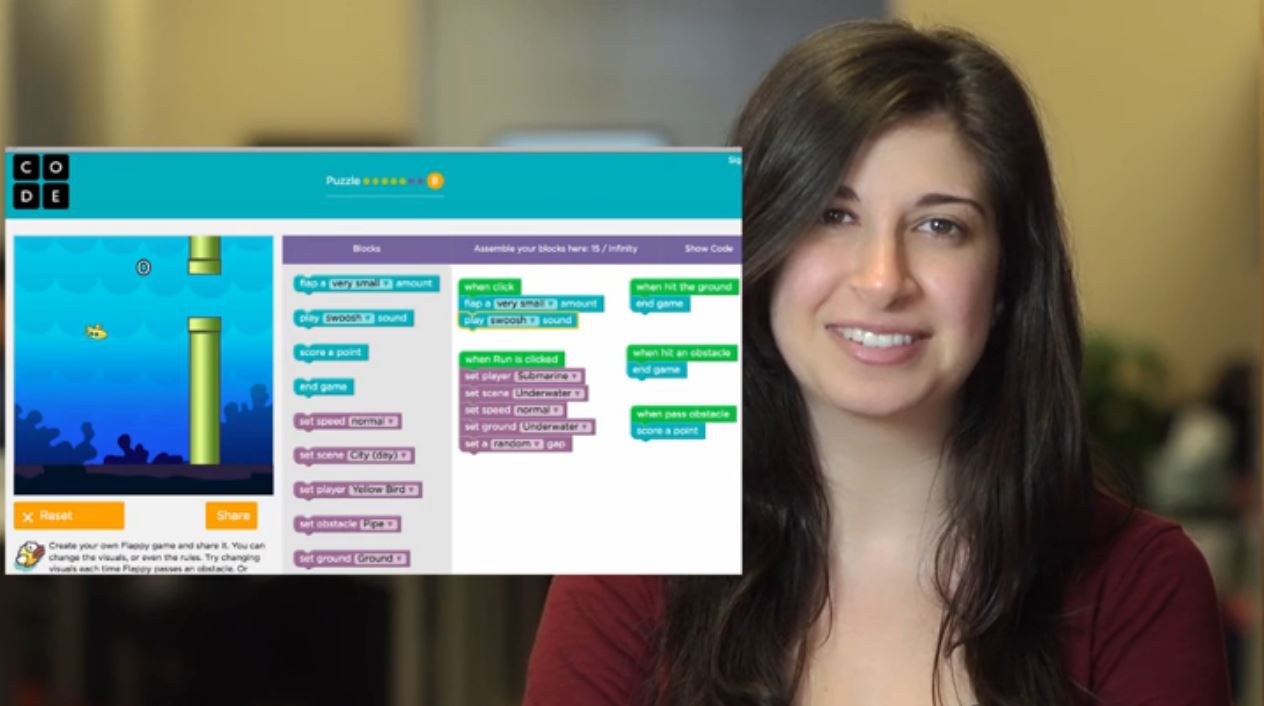 C O
D E
Puzzle
8
Sig
0
Blocks
Assemble your blocks here: 15 / Infinity
Show Code
flap a very small amount
play swoosh sound
score a point
end game
set speed normal
set scene City (day)
set player Yellow Bird
set obstacle Pipe
set ground Ground
when click
flap a very small amount
play swoosh sound
when Run is clicked
set player Submarine
set scene Underwater
set speed normal
set ground Underwater
set a random gap
when hit the ground
end game
when hit an obstacle
end game
when pass obstacle
score a point
Reset
Share
Create your own Flappy game and share it. You can
change the visuals, or even the rules. Try changing
visuals each time Flappy passes an obstacle. Or